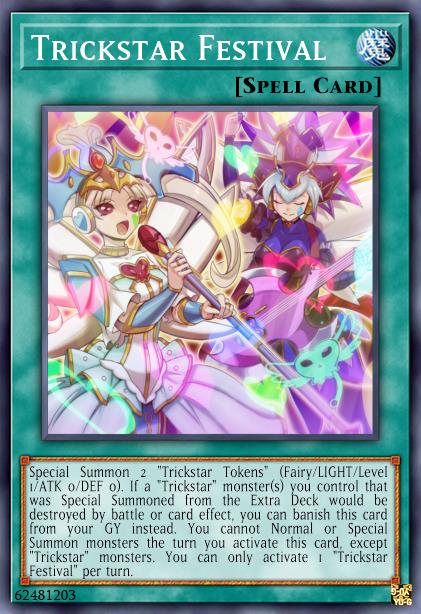 Trickstar Festival
魔
[Spell Card]
Special Summon 2 "Trickstar Tokens" (Fairy/LIGHT/Level
1/ATK 0/DEF 0). If a "Trickstar" monster(s) you control that
was Special Summoned from the Extra Deck would be
destroyed by battle or card effect, you can banish this card
from your GY instead. You cannot Normal or Special
Summon monsters the turn you activate this card, except
"Trickstar" monsters. You can only activate 1 "Trickstar
Festival" per turn.
62481203